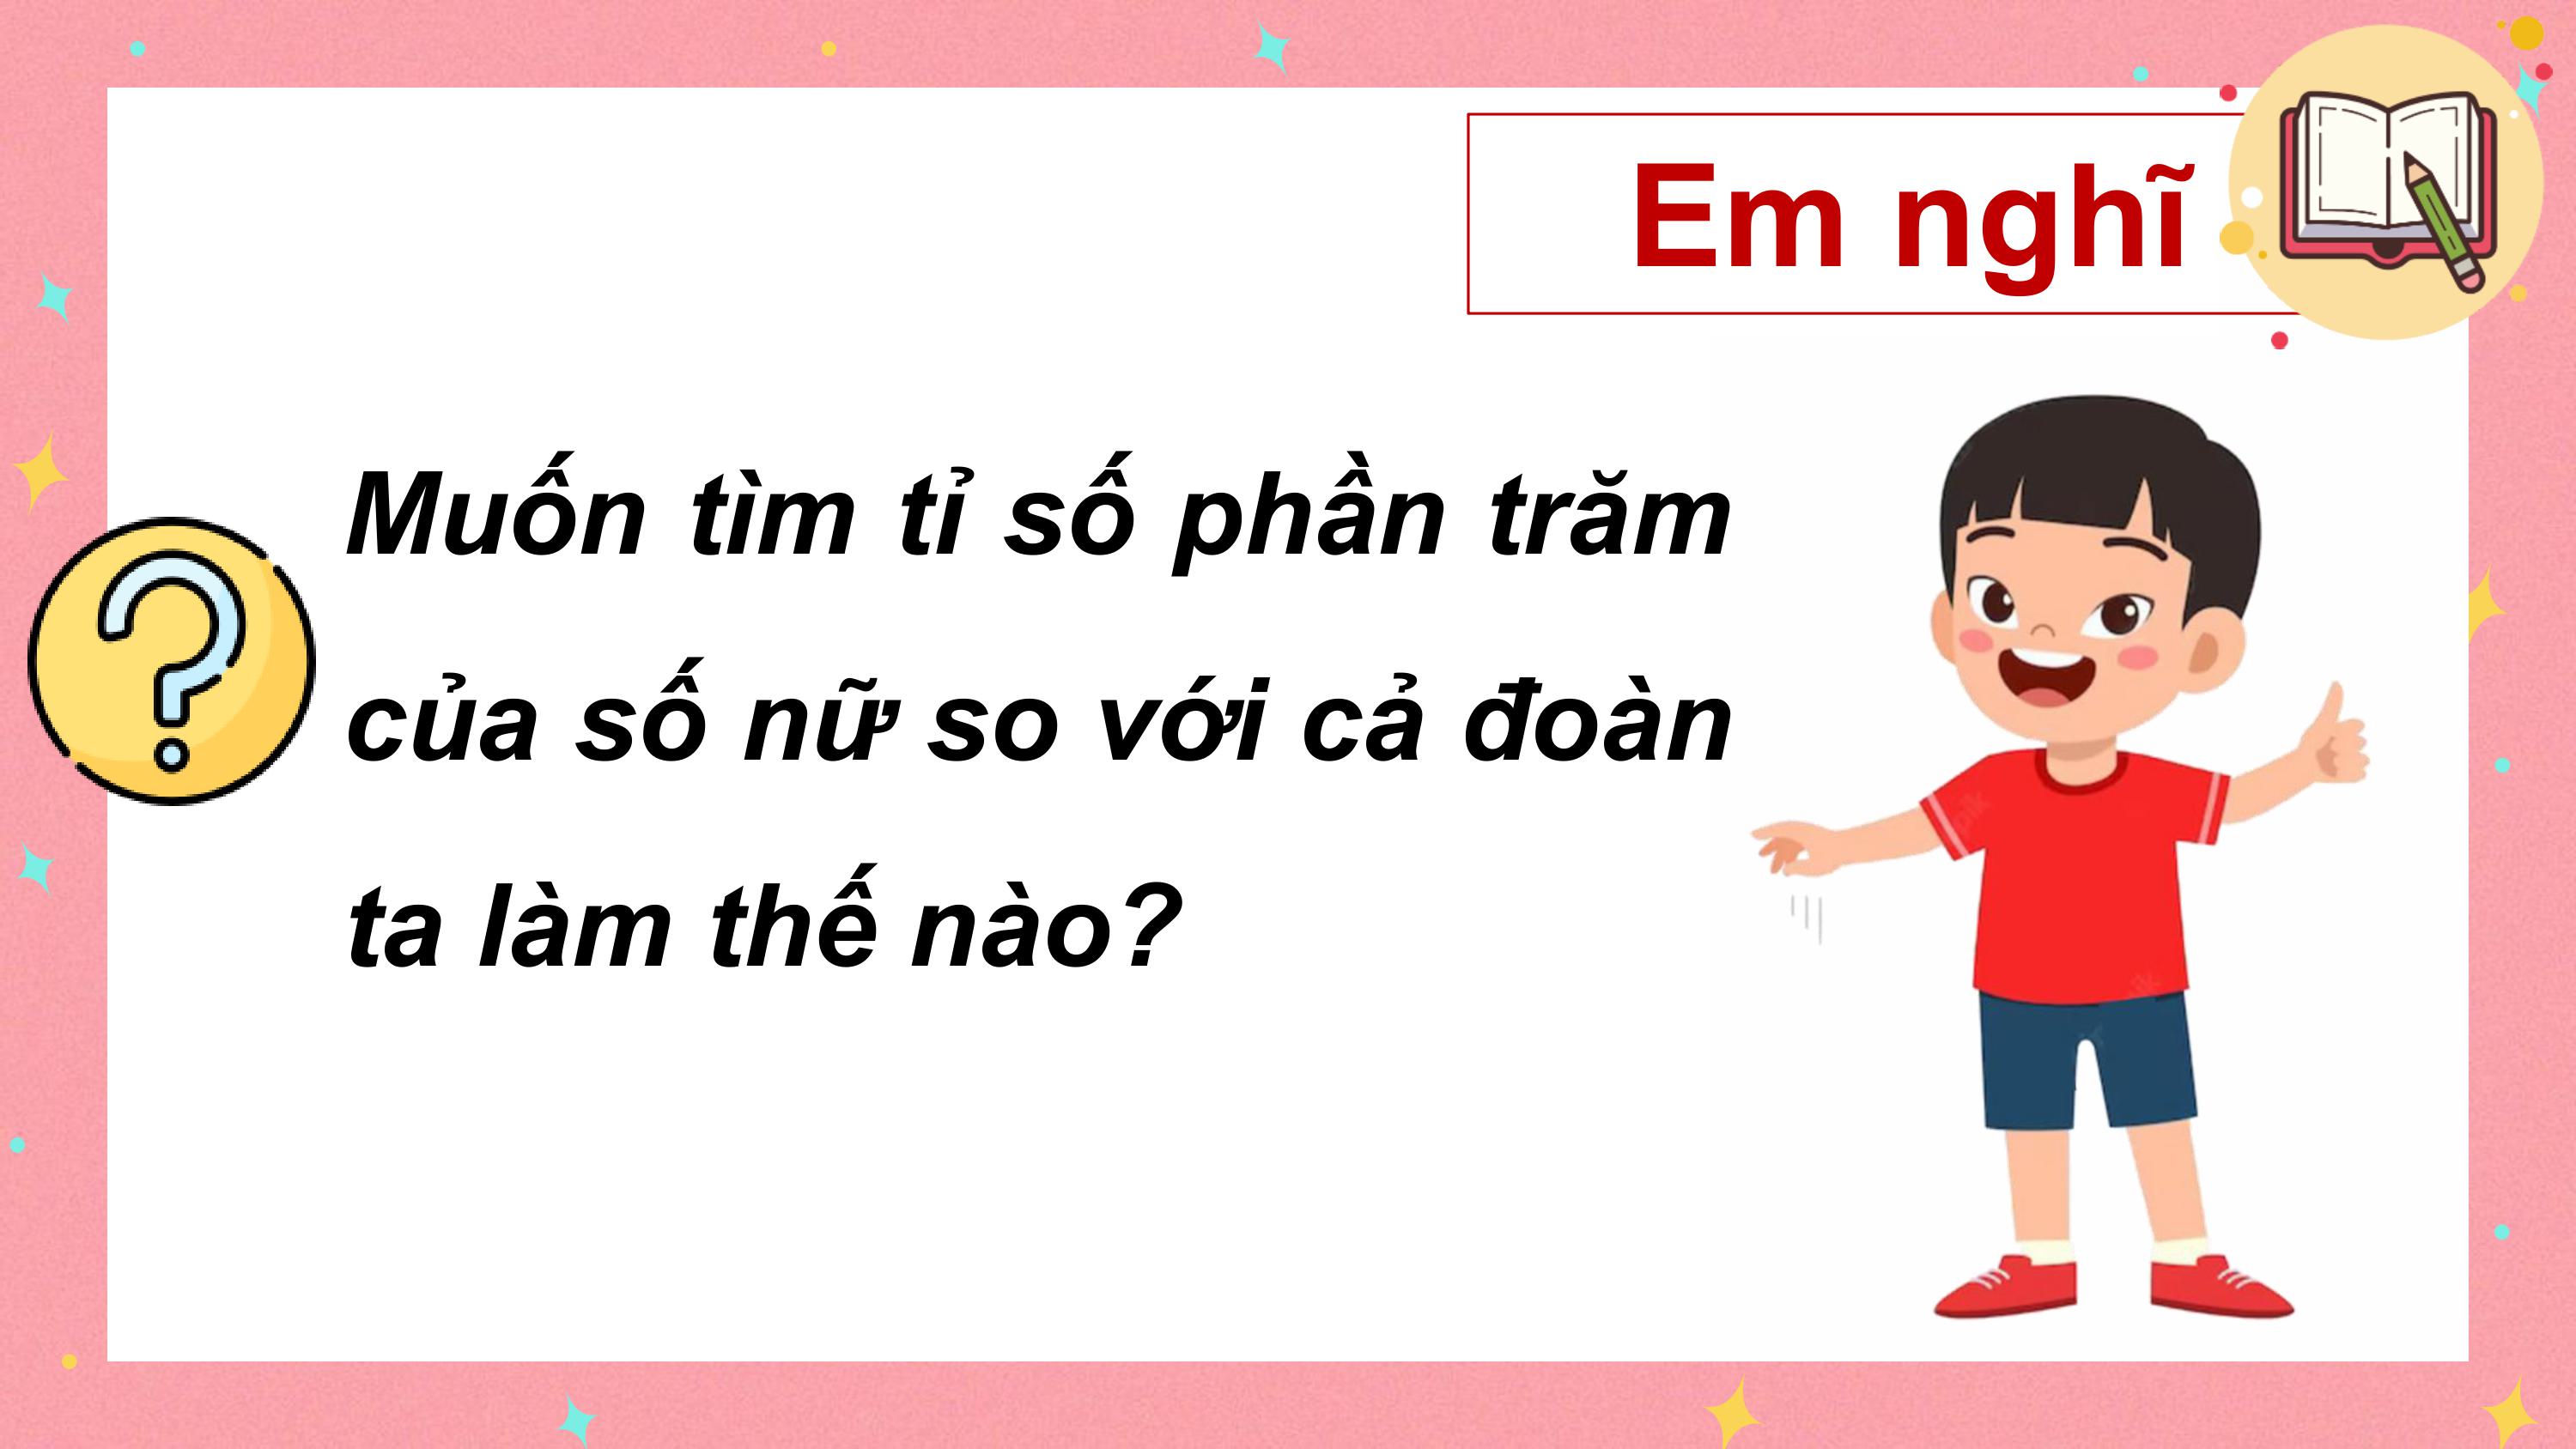 Em nghĩ
Muốn tìm tỉ số phần trăm
của số nữ so với cả đoàn
ta làm thế nào?